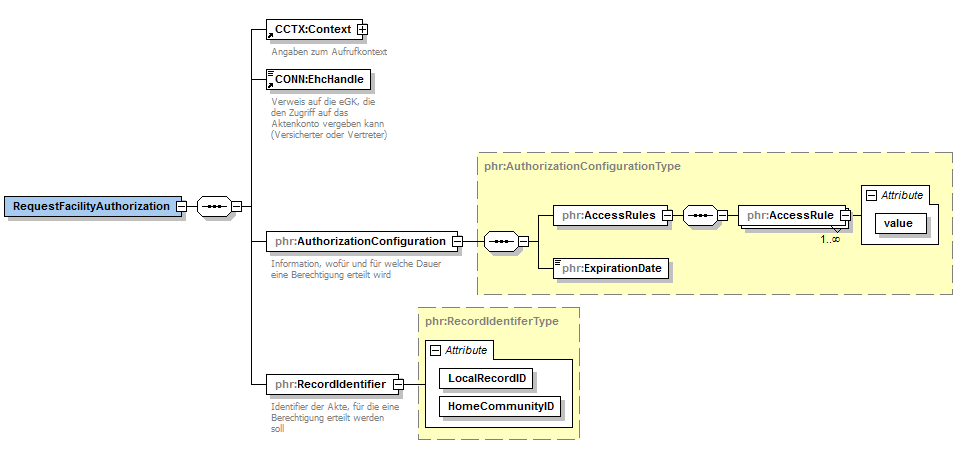 CCTX:Context
Angaben zum Aufrufkontext
CONN:EhcHandle
Verweis auf die eGK, die
den Zugriff auf das
Aktenkonto vergeben kann
(Versicherter oder Vertreter)
phr:AuthorizationConfigurationType
Attribute
RequestFacilityAuthorization
phr:AccessRules
phr:AccessRule
value
1..∞
phr:AuthorizationConfiguration
Information, wofür und für welche Dauer
eine Berechtigung erteilt wird
phr:ExpirationDate
phr:RecordIdentiferType
Attribute
LocalRecordID
phr:RecordIdentifier
HomeCommunityID
Identifier der Akte, für die eine
Berechtigung erteilt werden
soll